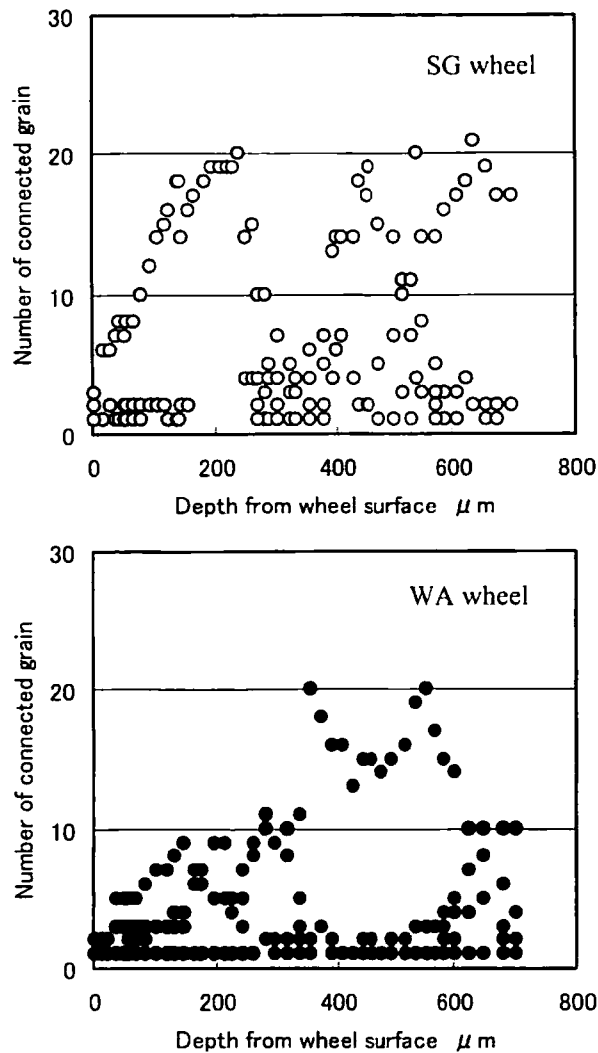 30
SG wheel
20
10
0
Number of connected grain
0 200 400 600 800
Depth from wheel surface μm
30
WA wheel
20
10
0
Number of connected grain
0 200 400 600 800
Depth from wheel surface μm